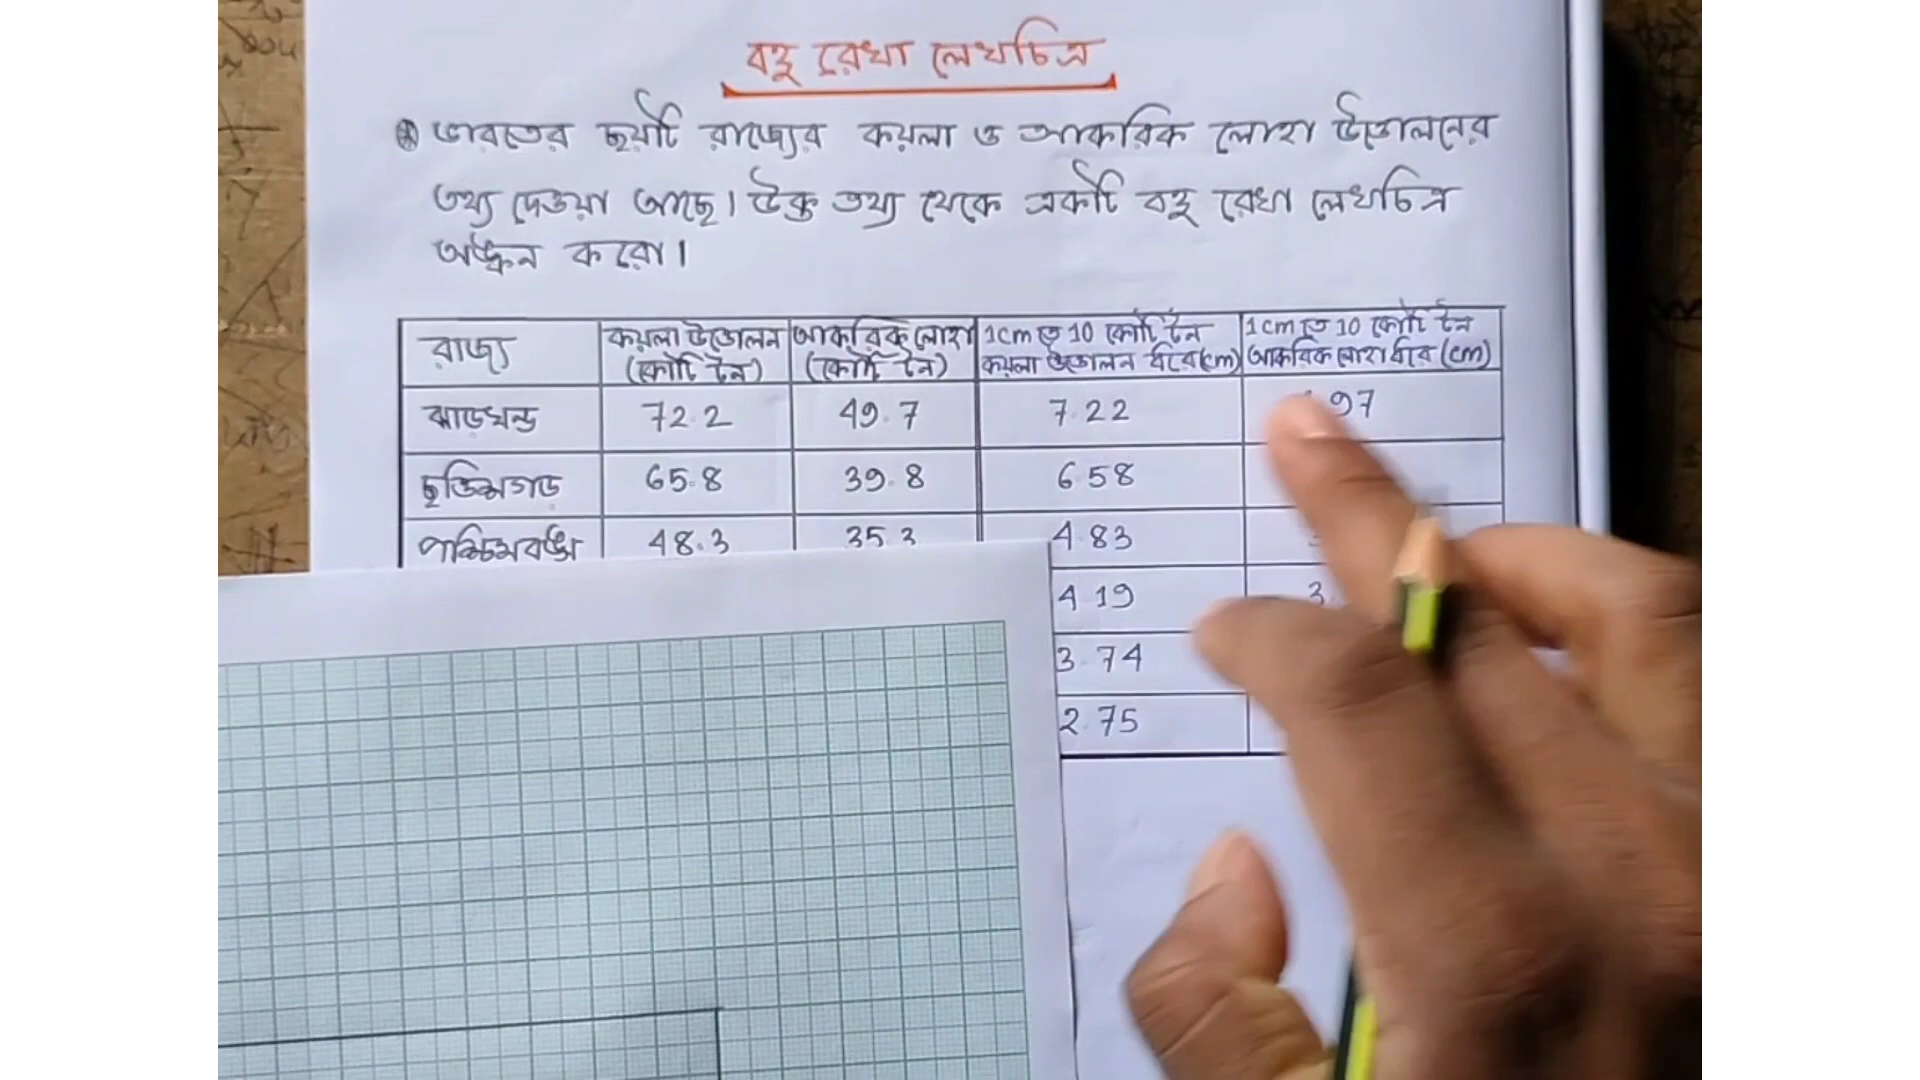 বহু রেখা লেখচিত্র
ভারতের ছয়টি রাজ্যের কয়লা ও আকরিক লোহা উত্তোলনের
তথ্য দেওয়া আছে। উক্ত তথ্য থেকে একটি বহু রেখা লেখচিত্র
অঙ্কন করো।
রাজ্য কয়লা উত্তোলন (কোটি টন) আকরিক লোহা (কোটি টন) 1cm তে 10 কোটি টন কয়লা উত্তোলন ধরে (cm) 1cm তে 10 কোটি টন আকরিক লোহা ধরে (cm)
ঝাড়খন্ড 72.2 49.7 7.22 97
ছত্তিশগড় 65.8 39.8 6.58
পশ্চিমবঙ্গ 48.3 35.3 4.83
4.19 3
3.74
2.75